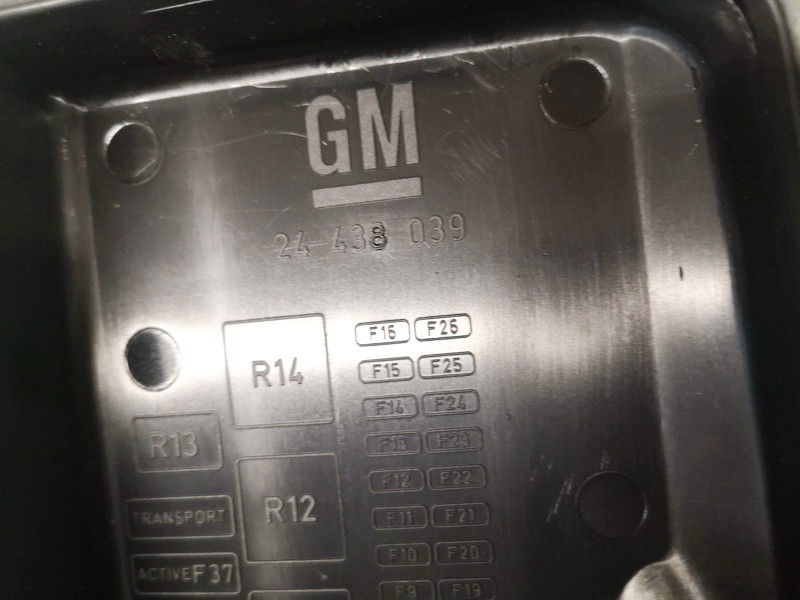 GM
24 438 039
F16 F26
R14 F15 F25
F14 F24
R13 F13 F23
F12 F22
TRANSPORT R12 F11 F21
F10 F20
ACTIVE F37
F9 F19